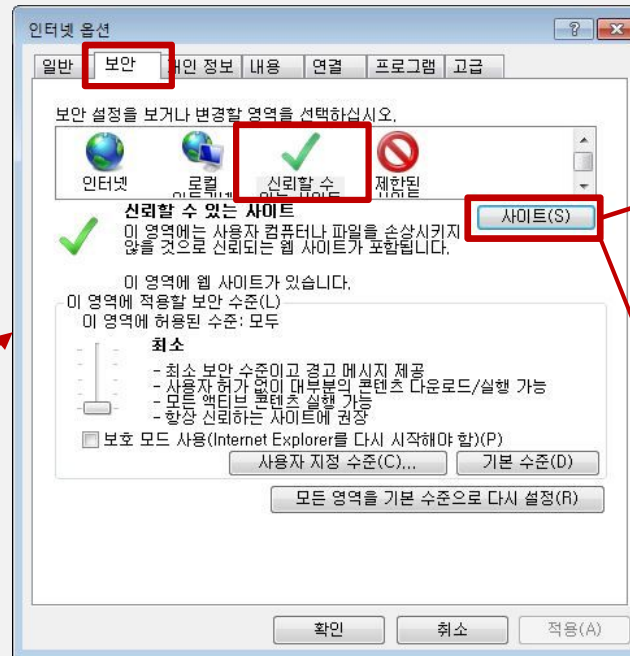 인터넷 옵션
일반 보안 개인 정보 내용 연결 프로그램 고급
보안 설정을 보거나 변경할 영역을 선택하십시오.
인터넷 로컬 신뢰할 수 제한된
신뢰할 수 있는 사이트
사이트(S)
이 영역에는 사용자 컴퓨터나 파일을 손상시키지
않을 것으로 신뢰되는 웹 사이트가 포함됩니다.
이 영역에 웹 사이트가 있습니다.
이 영역에 적용할 보안 수준(L)
이 영역에 허용된 수준: 모두
최소
- 최소 보안 수준이고 경고 메시지 제공
- 사용자 허가 없이 대부분의 콘텐츠 다운로드/실행 가능
- 모든 액티브 콘텐츠 실행 가능
- 항상 신뢰하는 사이트에 권장
보호 모드 사용(Internet Explorer를 다시 시작해야 함)(P)
사용자 지정 수준(C)... 기본 수준(D)
모든 영역을 기본 수준으로 다시 설정(R)
확인 취소 적용(A)